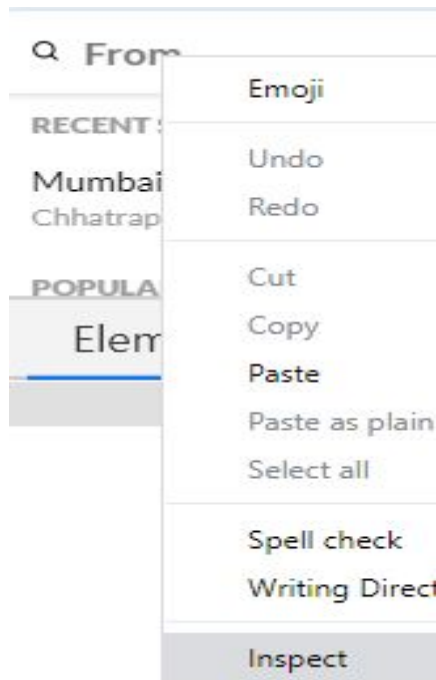 From
RECENT
Mumbai
Chhatrap
POPULA
Elem
Emoji
Undo
Redo
Cut
Copy
Paste
Paste as plain
Select all
Spell check
Writing Direct
Inspect